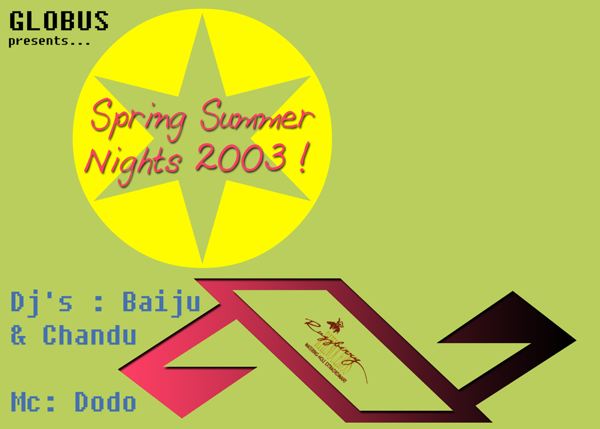 GLOBUS
presents...
Spring Summer
Nights 2003 !
Dj's : Baiju
& Chandu
Mc: Dodo